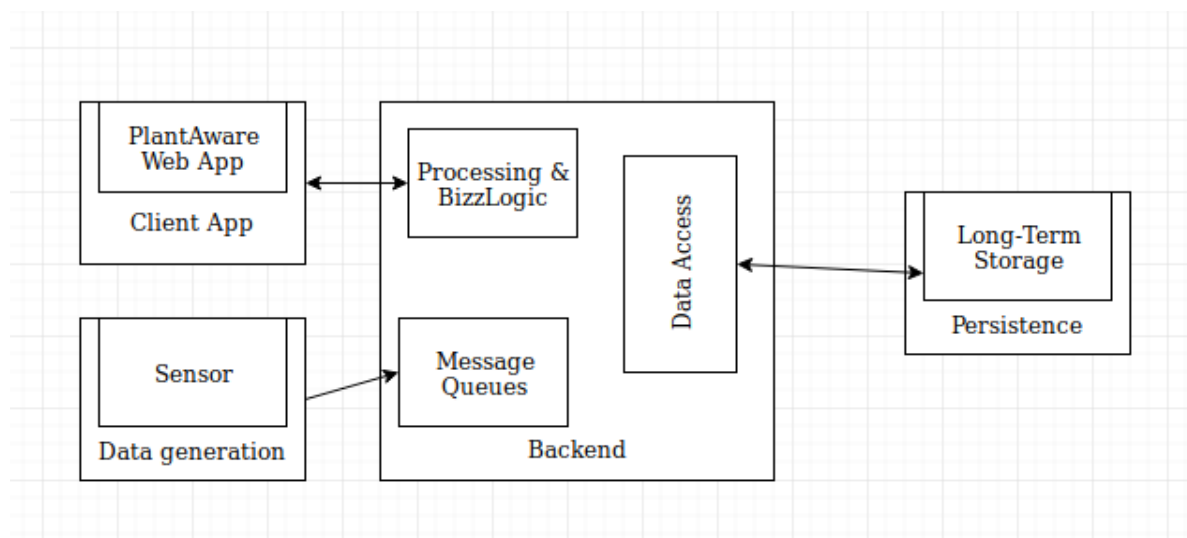 PlantAware
Web App
Client App
Sensor
Data generation
Processing &
BizzLogic
Message
Queues
Data Access
Backend
Long-Term
Storage
Persistence